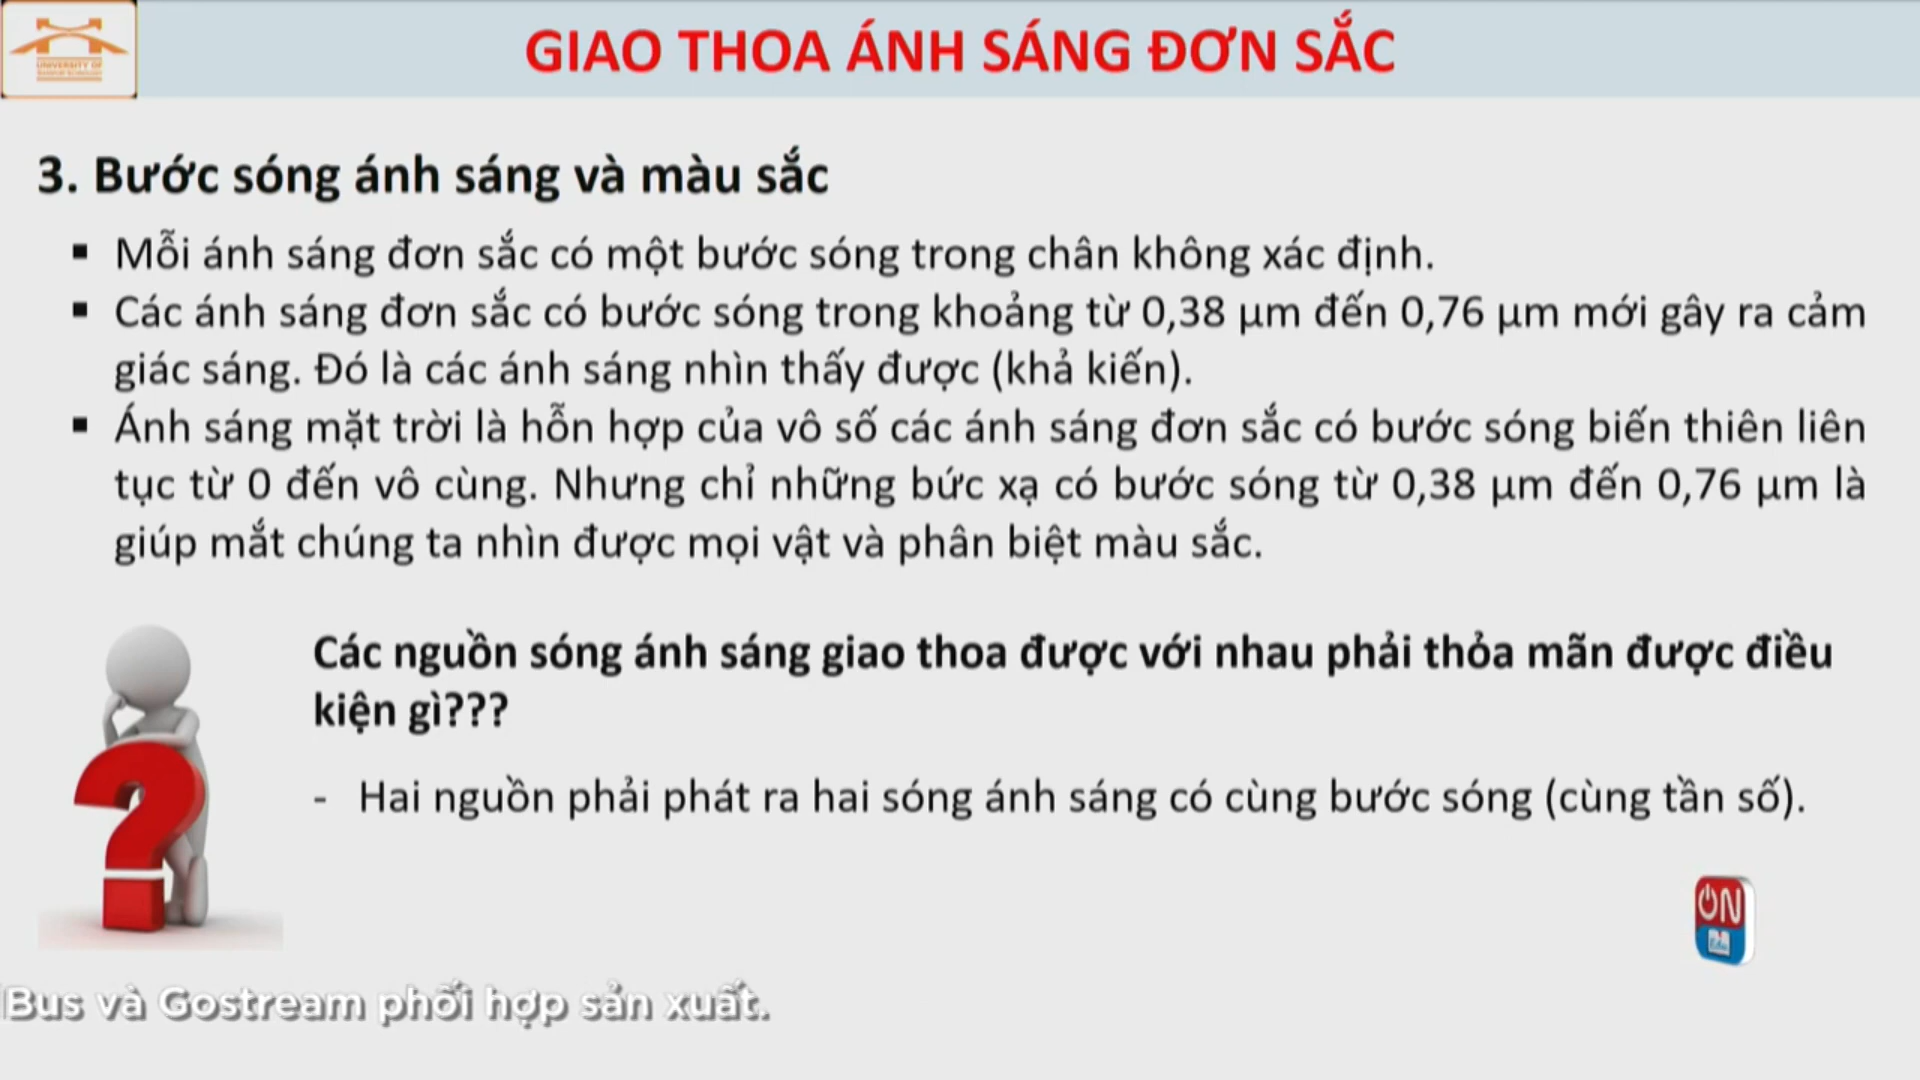 UNIVERSITY OF
GIAO THOA ÁNH SÁNG ĐƠN SẮC
3. Bước sóng ánh sáng và màu sắc
▪ Mỗi ánh sáng đơn sắc có một bước sóng trong chân không xác định.
▪ Các ánh sáng đơn sắc có bước sóng trong khoảng từ 0,38 µm đến 0,76 µm mới gây ra cảm
giác sáng. Đó là các ánh sáng nhìn thấy được (khả kiến).
▪ Ánh sáng mặt trời là hỗn hợp của vô số các ánh sáng đơn sắc có bước sóng biến thiên liên
tục từ 0 đến vô cùng. Nhưng chỉ những bức xạ có bước sóng từ 0,38 µm đến 0,76 µm là
giúp mắt chúng ta nhìn được mọi vật và phân biệt màu sắc.
Các nguồn sóng ánh sáng giao thoa được với nhau phải thỏa mãn được điều
kiện gì???
- Hai nguồn phải phát ra hai sóng ánh sáng có cùng bước sóng (cùng tần số).
ON
Edu
Bus và Gostream phối hợp sản xuất.